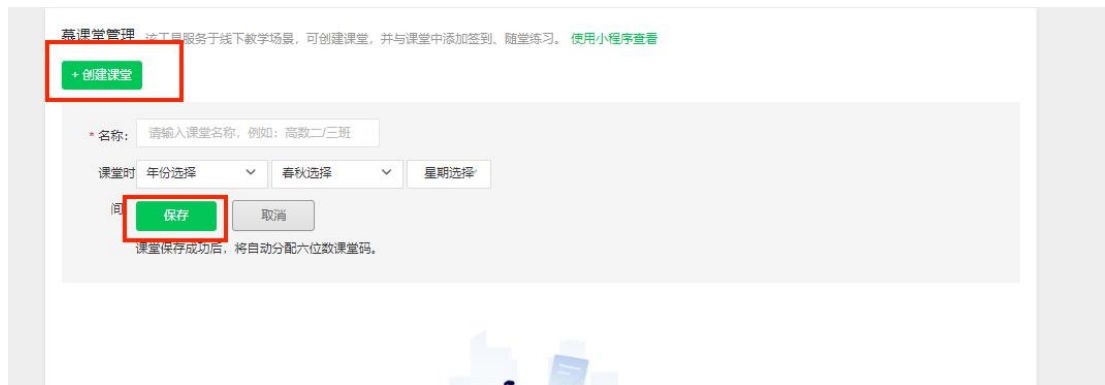 慕课堂管理 该工具服务于线下教学场景，可创建课堂，并与课堂中添加签到、随堂练习。 使用小程序查看
+ 创建课堂
* 名称： 请输入课堂名称，例如：高数二/三班
课堂时 年份选择 春秋选择 星期选择
间 保存 取消
课堂保存成功后，将自动分配六位数课堂码。